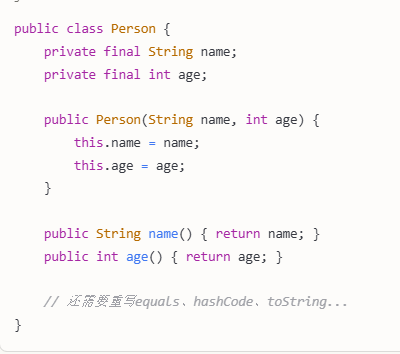 public class Person {
    private final String name;
    private final int age;

    public Person(String name, int age) {
        this.name = name;
        this.age = age;
    }

    public String name() { return name; }
    public int age() { return age; }

    // 还需要重写equals、hashCode、toString...
}